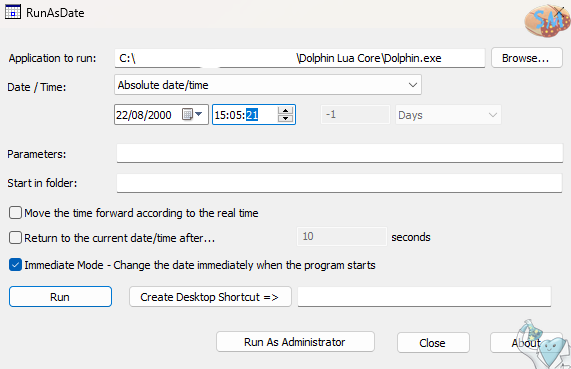 RunAsDate
Application to run: C:\ \Dolphin Lua Core\Dolphin.exe Browse...
Date / Time: Absolute date/time
22/08/2000 15:05:21 -1 Days
Parameters:
Start in folder:
Move the time forward according to the real time
Return to the current date/time after... 10 seconds
Immediate Mode - Change the date immediately when the program starts
Run Create Desktop Shortcut =>
Run As Administrator Close About
SM